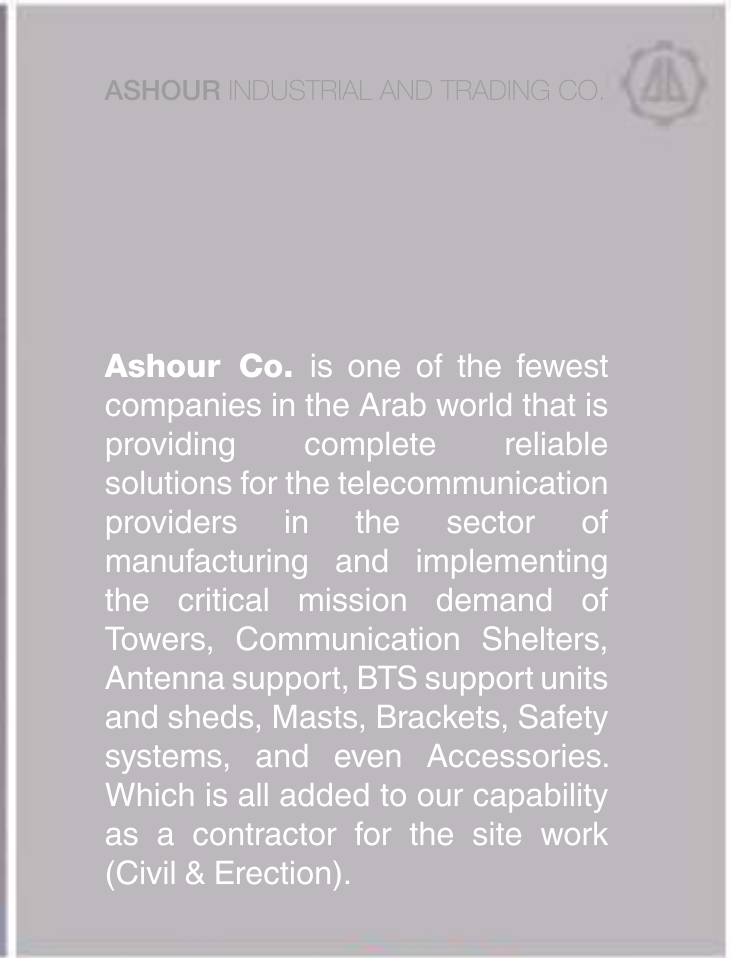 ASHOUR INDUSTRIAL AND TRADING CO.
Ashour Co. is one of the fewest
companies in the Arab world that is
providing complete reliable
solutions for the telecommunication
providers in the sector of
manufacturing and implementing
the critical mission demand of
Towers, Communication Shelters,
Antenna support, BTS support units
and sheds, Masts, Brackets, Safety
systems, and even Accessories.
Which is all added to our capability
as a contractor for the site work
(Civil & Erection).